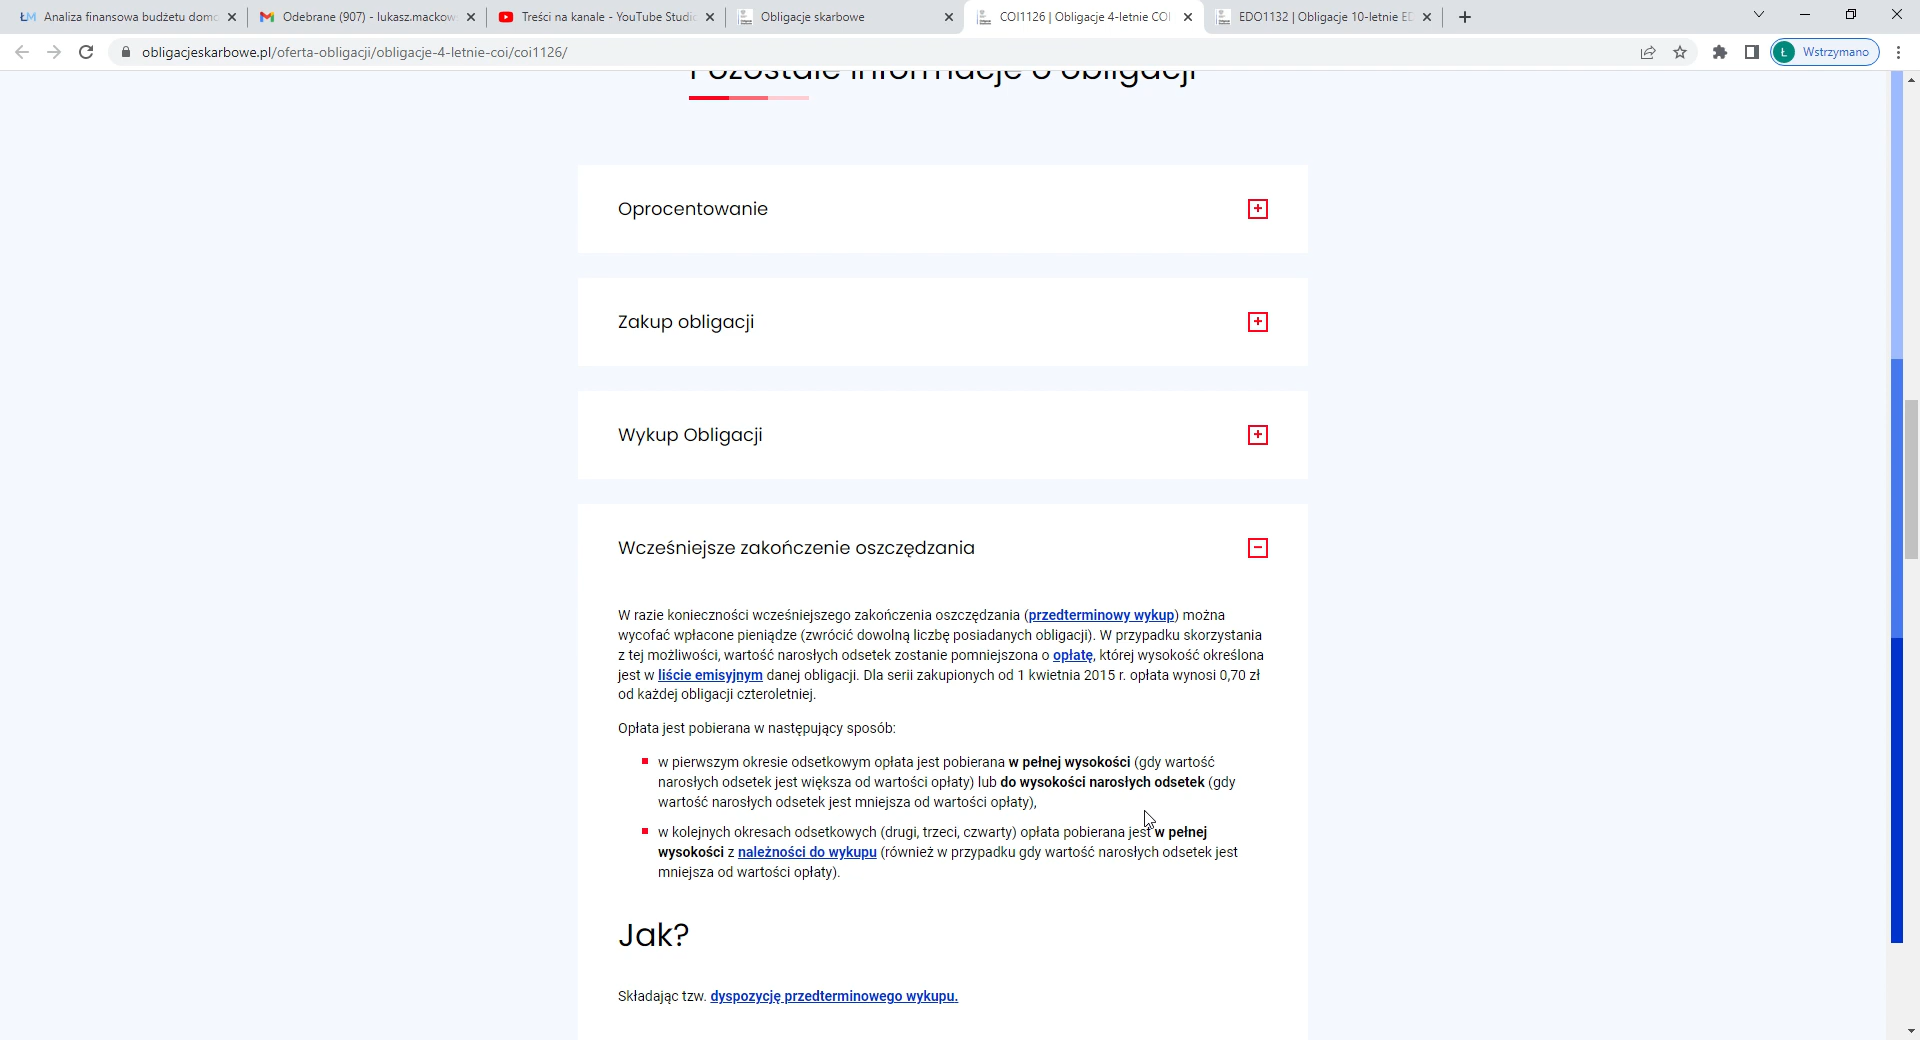 Analiza finansowa budżetu domo
Odebrane (907) - lukasz.mackow
Treści na kanale - YouTube Studi
Obligacje skarbowe
COI1126 | Obligacje 4-letnie COI
EDO1132 | Obligacje 10-letnie ED
obligacjeskarbowe.pl/oferta-obligacji/obligacje-4-letnie-coi/coi1126/
Ł Wstrzymano
Pozostałe informacje o obligacji
Oprocentowanie
Zakup obligacji
Wykup Obligacji
Wcześniejsze zakończenie oszczędzania
W razie konieczności wcześniejszego zakończenia oszczędzania (przedterminowy wykup) można
wycofać wpłacone pieniądze (zwrócić dowolną liczbę posiadanych obligacji). W przypadku skorzystania
z tej możliwości, wartość narosłych odsetek zostanie pomniejszona o opłatę, której wysokość określona
jest w liście emisyjnym danej obligacji. Dla serii zakupionych od 1 kwietnia 2015 r. opłata wynosi 0,70 zł
od każdej obligacji czteroletniej.
Opłata jest pobierana w następujący sposób:
w pierwszym okresie odsetkowym opłata jest pobierana w pełnej wysokości (gdy wartość
narosłych odsetek jest większa od wartości opłaty) lub do wysokości narosłych odsetek (gdy
wartość narosłych odsetek jest mniejsza od wartości opłaty),
w kolejnych okresach odsetkowych (drugi, trzeci, czwarty) opłata pobierana jest w pełnej
wysokości z należności do wykupu (również w przypadku gdy wartość narosłych odsetek jest
mniejsza od wartości opłaty).
Jak?
Składając tzw. dyspozycję przedterminowego wykupu.